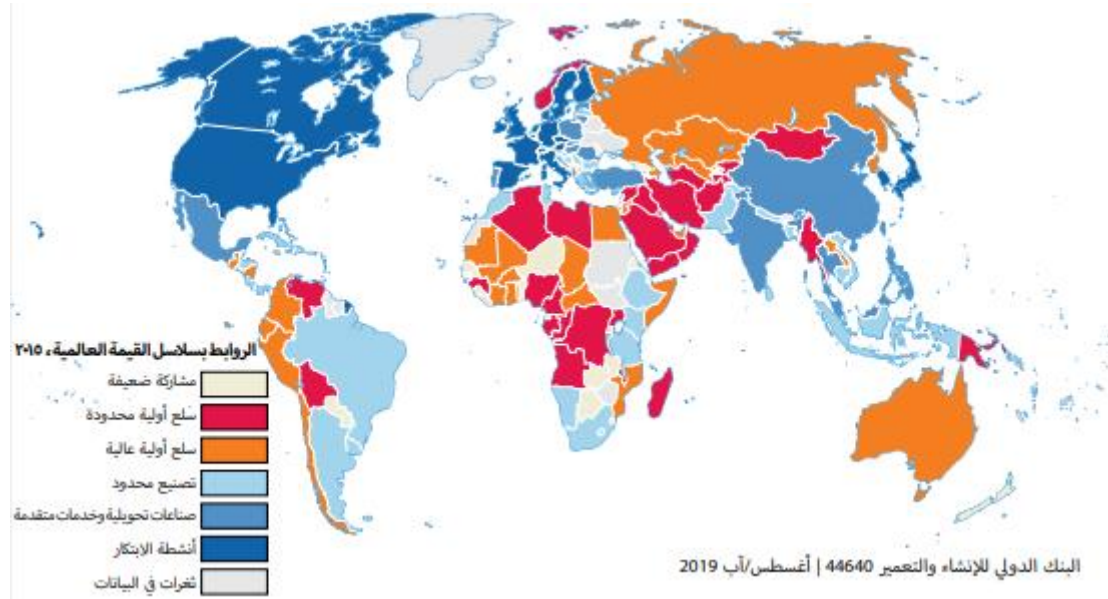 الروابط بسلاسل القيمة العالمية، ٢٠١٥
مشاركة ضعيفة
سلع أولية محدودة
سلع أولية عالية
تصنيع محدود
صناعات تحويلية وخدمات متقدمة
أنشطة الابتكار
ثغرات في البيانات
البنك الدولي للإنشاء والتعمير 44640 | أغسطس/آب 2019